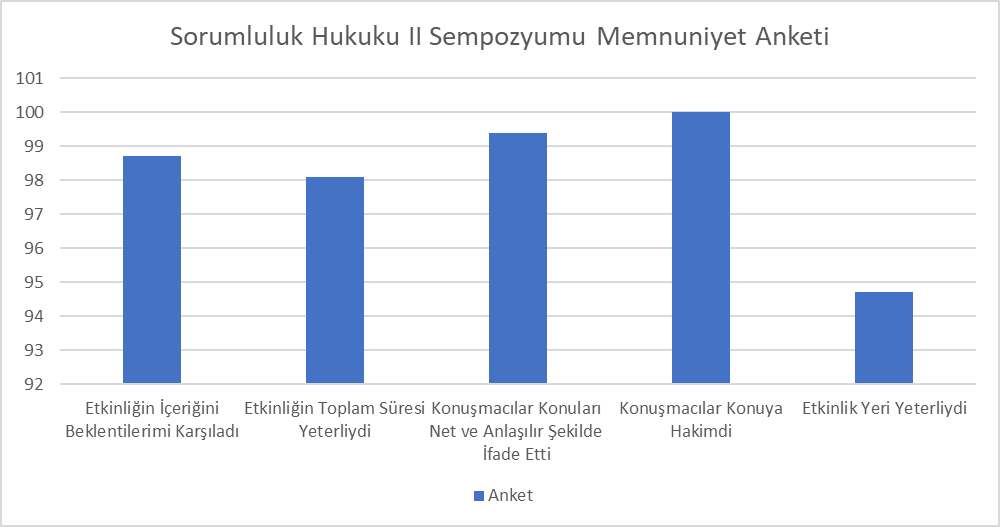 Sorumluluk Hukuku II Sempozyumu Memnuniyet Anketi
101
100
99
98
97
96
95
94
93
92
Etkinliğin İçeriğini
Beklentilerimi Karşıladı
Etkinliğin Toplam Süresi
Yeterliydi
Konuşmacılar Konuları
Net ve Anlaşılır Şekilde
İfade Etti
Konuşmacılar Konuya
Hakimdi
Etkinlik Yeri Yeterliydi
Anket